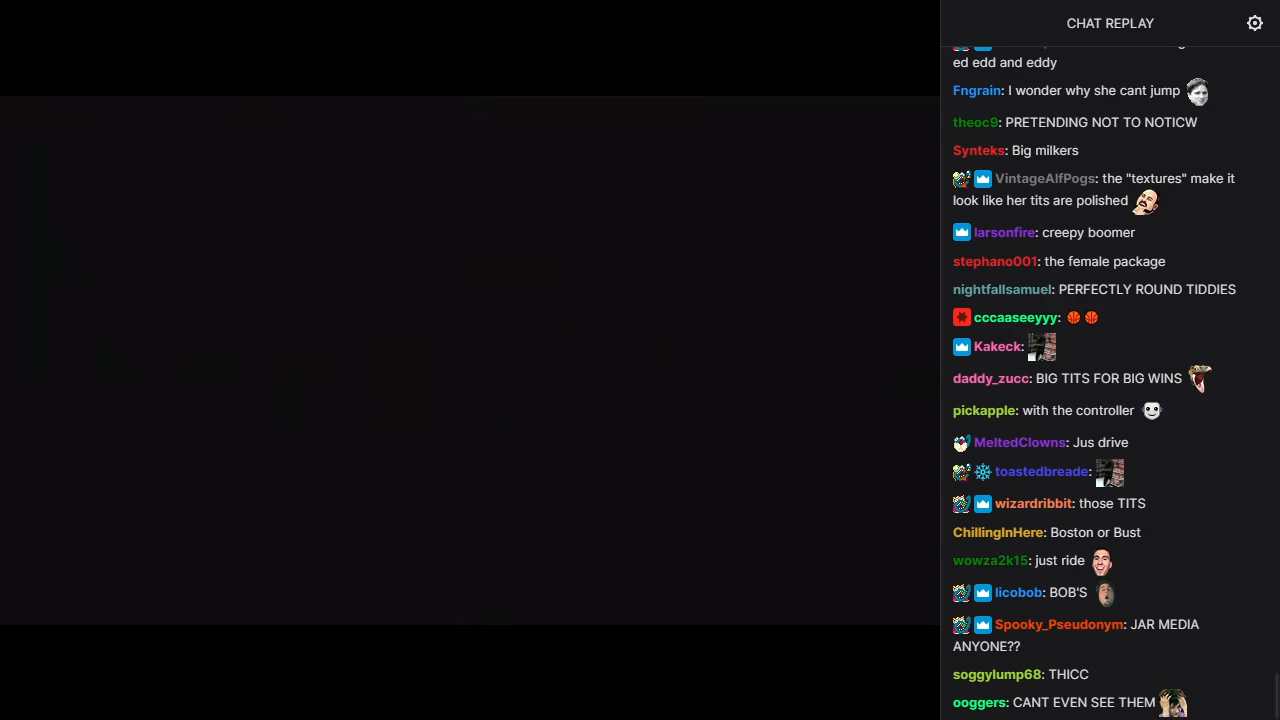 CHAT REPLAY
ed edd and eddy
Fngrain: I wonder why she cant jump
theoc9: PRETENDING NOT TO NOTICW
Synteks: Big milkers
VintageAlfPogs: the "textures" make it
look like her tits are polished
larsonfire: creepy boomer
stephano001: the female package
nightfallsamuel: PERFECTLY ROUND TIDDIES
cccaaseeyyy:
Kakeck:
daddy_zucc: BIG TITS FOR BIG WINS
pickapple: with the controller
MeltedClowns: Jus drive
toastedbreade:
wizardribbit: those TITS
ChillingInHere: Boston or Bust
wowza2k15: just ride
licobob: BOB'S
Spooky_Pseudonym: JAR MEDIA
ANYONE??
soggylump68: THICC
ooggers: CANT EVEN SEE THEM